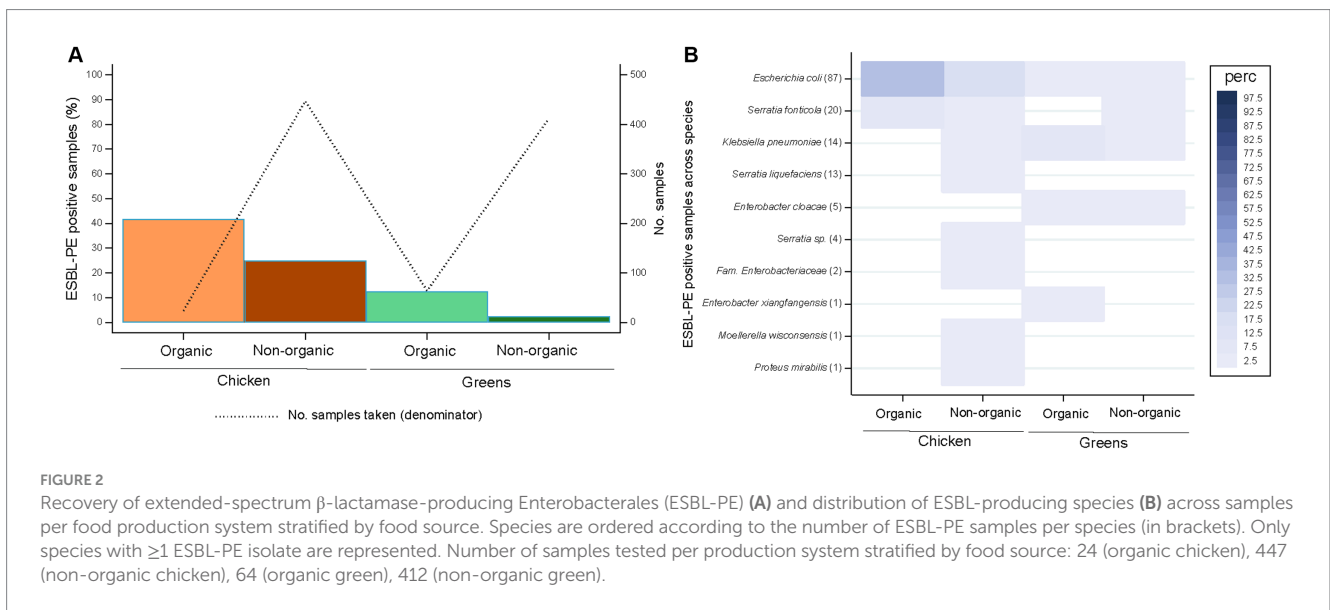 A
ESBL-PE positive samples (%)
100
90
80
70
60
50
40
30
20
10
0
500
400
300
200
100
0
No. samples
Organic
Non-organic
Organic
Non-organic
Chicken
Greens
No. samples taken (denominator)
B
ESBL-PE positive samples across species
Escherichia coli (87)
Serratia fonticola (20)
Klebsiella pneumoniae (14)
Serratia liquefaciens (13)
Enterobacter cloacae (5)
Serratia sp. (4)
Fam. Enterobacteriaceae (2)
Enterobacter xiangfangensis (1)
Moellerella wisconsensis (1)
Proteus mirabilis (1)
Organic
Non-organic
Organic
Non-organic
Chicken
Greens
perc
97.5
92.5
87.5
82.5
77.5
72.5
67.5
62.5
57.5
52.5
47.5
42.5
37.5
32.5
27.5
22.5
17.5
12.5
7.5
2.5
FIGURE 2
Recovery of extended-spectrum β-lactamase-producing Enterobacterales (ESBL-PE) (A) and distribution of ESBL-producing species (B) across samples
per food production system stratified by food source. Species are ordered according to the number of ESBL-PE samples per species (in brackets). Only
species with ≥1 ESBL-PE isolate are represented. Number of samples tested per production system stratified by food source: 24 (organic chicken), 447
(non-organic chicken), 64 (organic green), 412 (non-organic green).